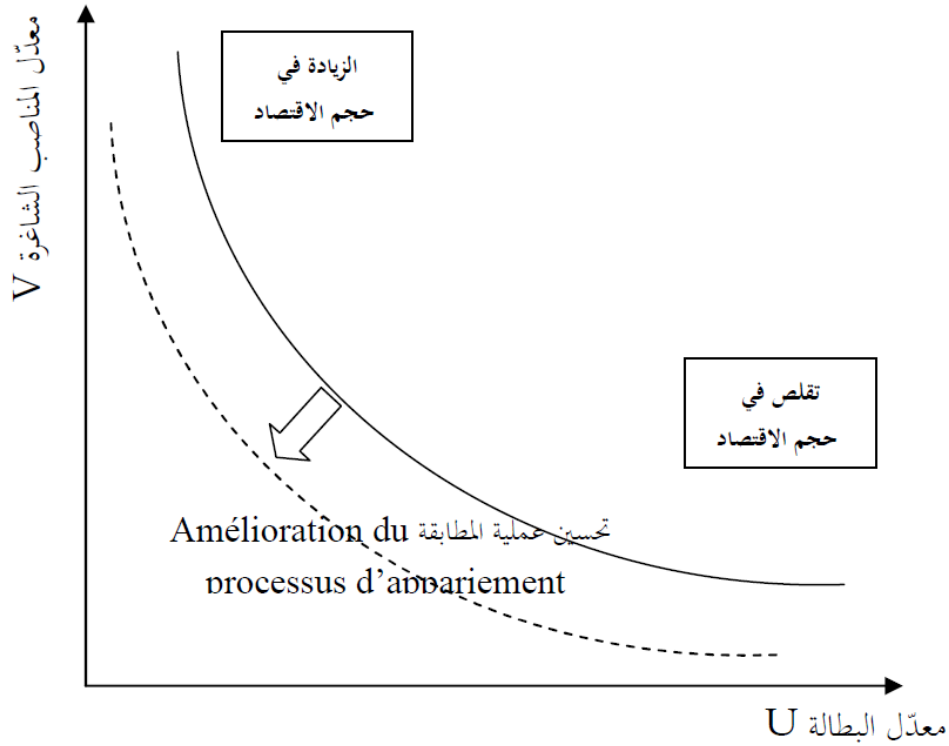 معدّل المناصب الشاغرة V
الزيادة في
حجم الاقتصاد
تقلص في
حجم الاقتصاد
Amélioration du تحسين عملية المطابقة
processus d’appariement
معدّل البطالة U